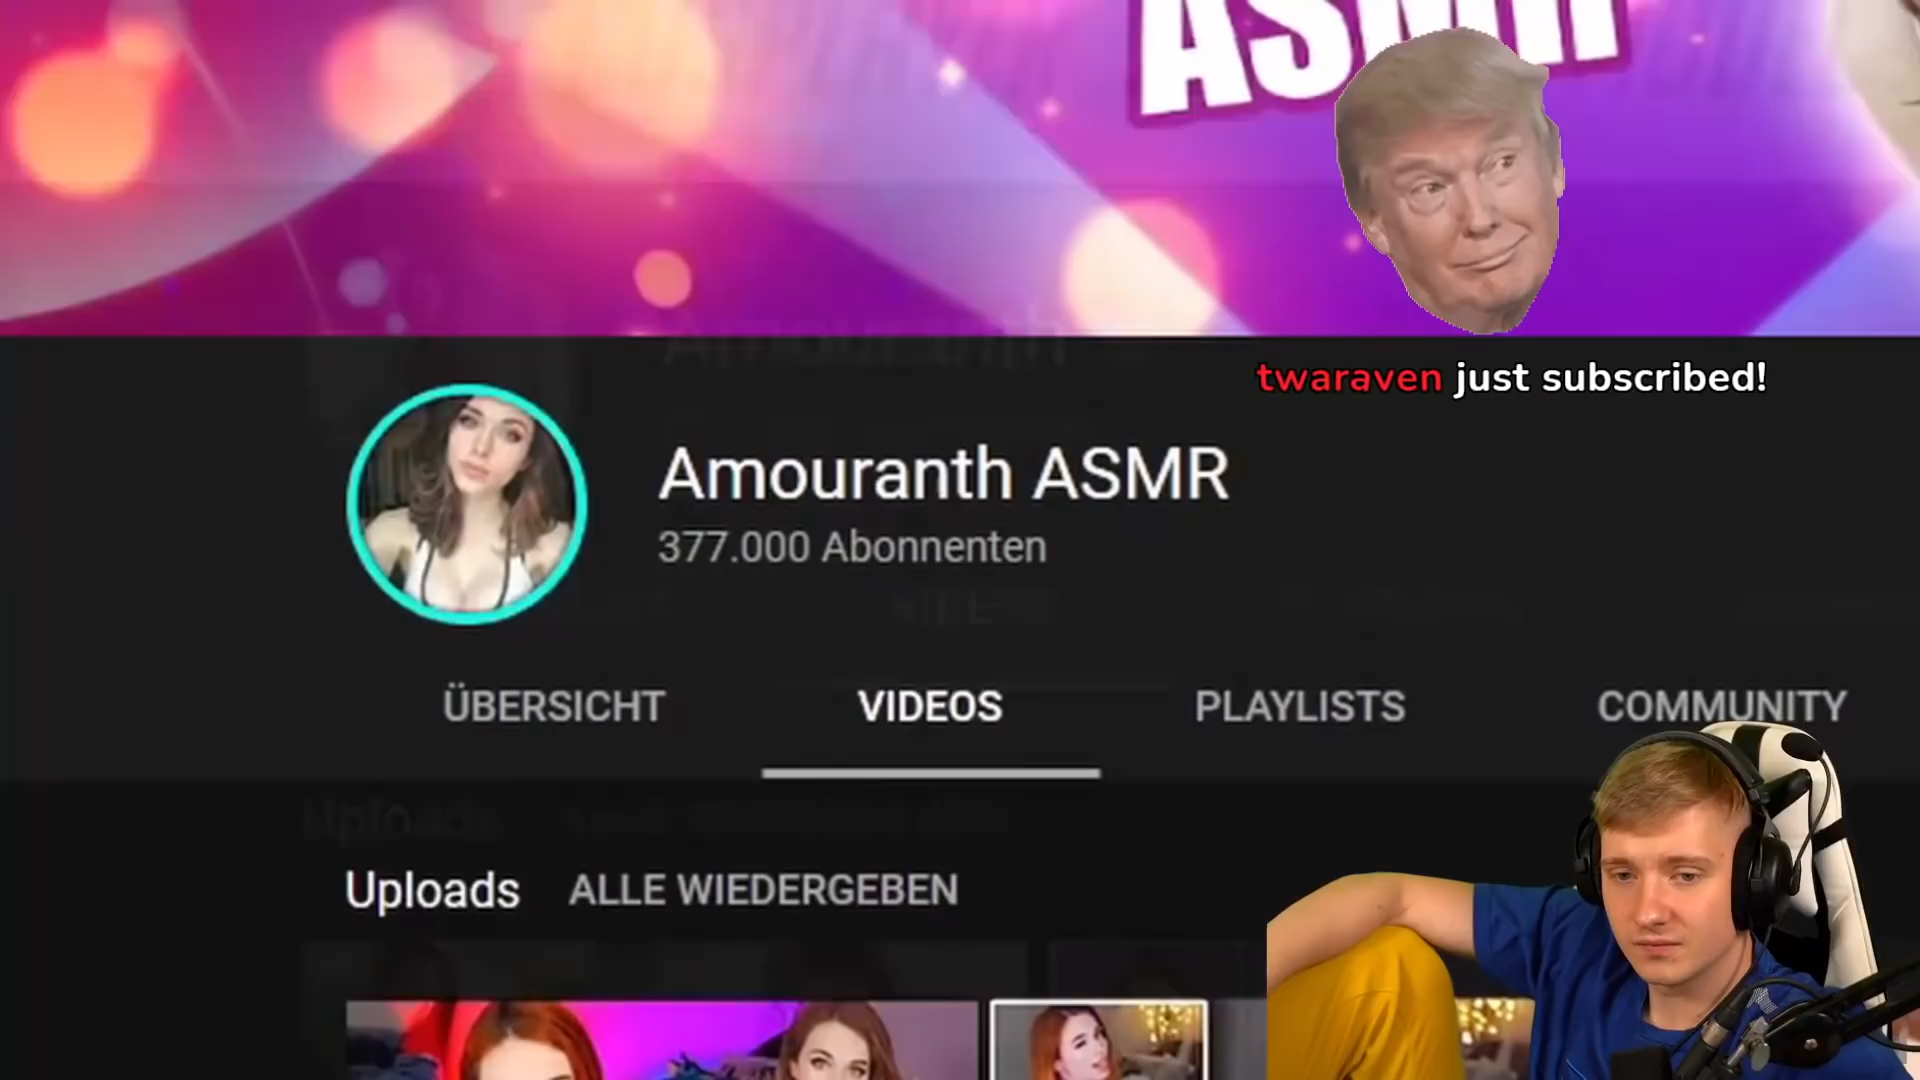 ASMR
twaraven just subscribed!
Amouranth ASMR
377.000 Abonnenten
ÜBERSICHT
VIDEOS
PLAYLISTS
COMMUNITY
Uploads
ALLE WIEDERGEBEN